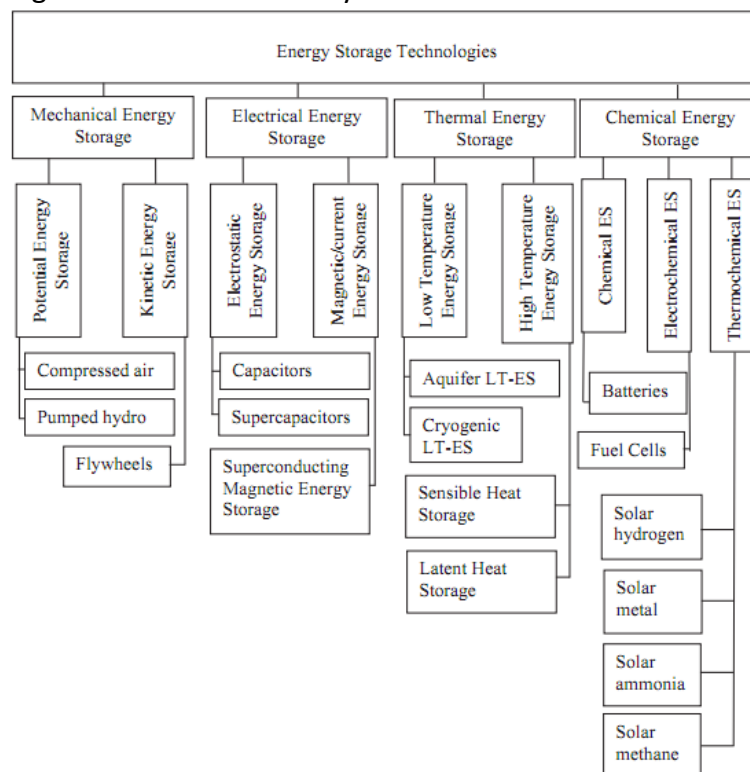 Energy Storage Technologies
Mechanical Energy
Storage
Electrical Energy
Storage
Thermal Energy
Storage
Chemical Energy
Storage
Potential Energy
Storage
Kinetic Energy
Storage
Electrostatic
Energy Storage
Magnetic/current
Energy Storage
Low Temperature
Energy Storage
High Temperature
Energy Storage
Chemical ES
Electrochemical ES
Thermochemical ES
Compressed air
Pumped hydro
Flywheels
Capacitors
Supercapacitors
Superconducting
Magnetic Energy
Storage
Aquifer LT-ES
Cryogenic
LT-ES
Sensible Heat
Storage
Latent Heat
Storage
Batteries
Fuel Cells
Solar
hydrogen
Solar
metal
Solar
ammonia
Solar
methane